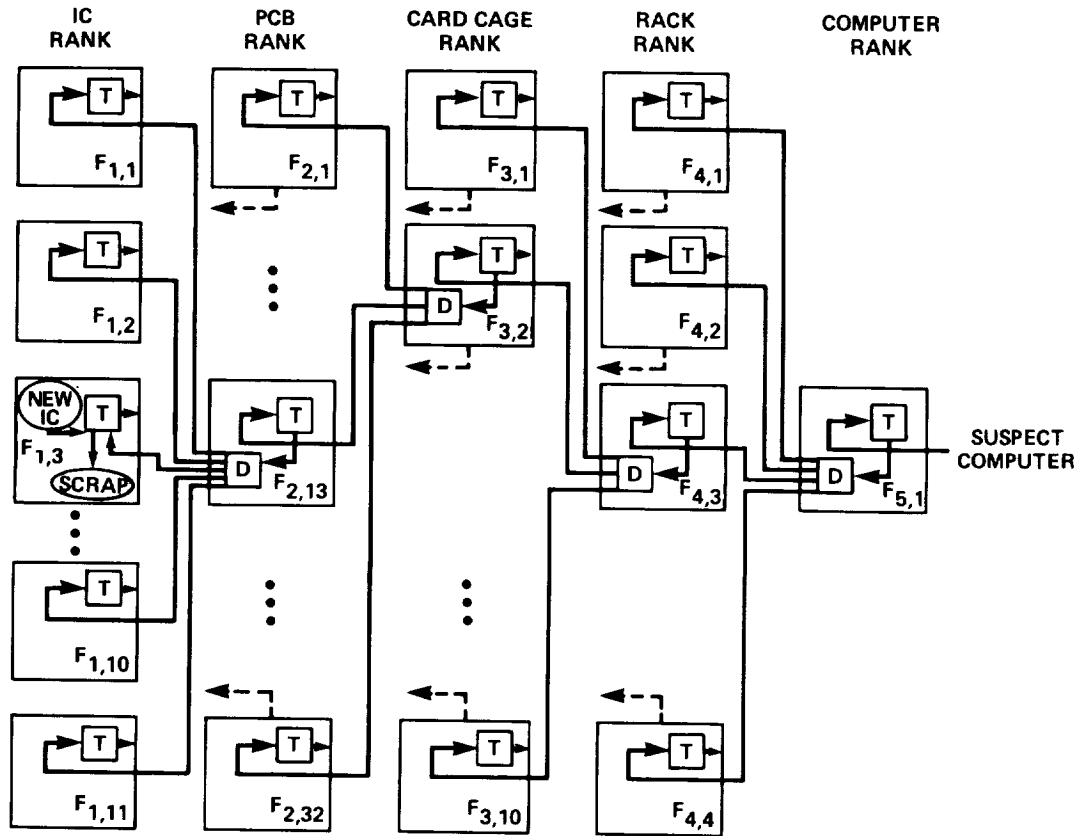 IC
RANK
PCB
RANK
CARD CAGE
RANK
RACK
RANK
COMPUTER
RANK
T
F1,1
T
F2,1
T
F3,1
T
F4,1
T
F1,2
T
D
F3,2
T
F4,2
NEW
IC
T
F1,3
SCRAP
T
D
F2,13
T
D
F4,3
T
D
F5,1
SUSPECT
COMPUTER
T
F1,10
T
F1,11
T
F2,32
T
F3,10
T
F4,4